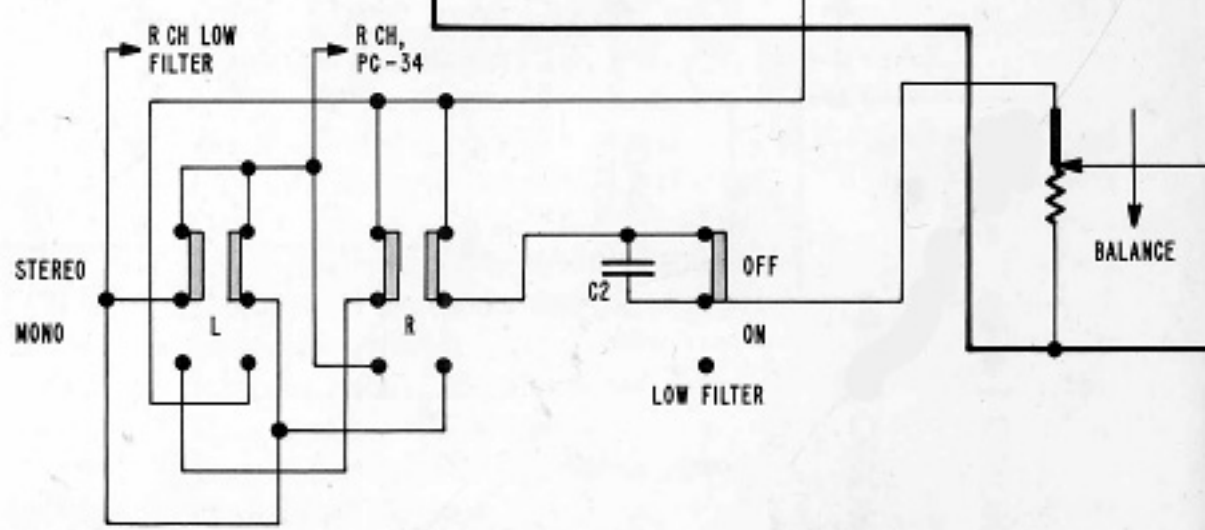 R CH LOW
FILTER
R CH,
PC-34
STEREO
MONO
L
R
C2
OFF
ON
LOW FILTER
BALANCE